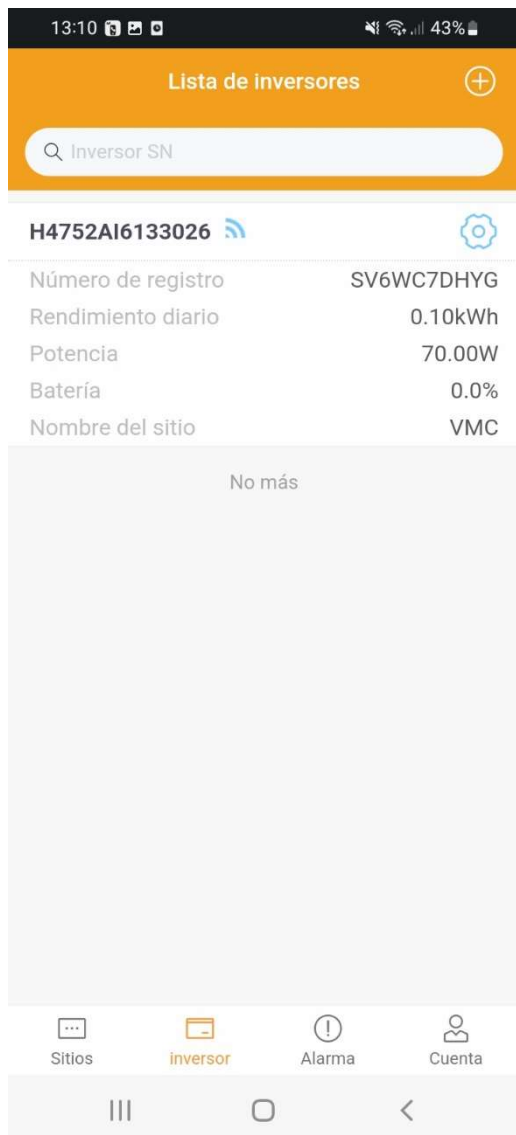 13:10 43%
Lista de inversores
Inversor SN
H4752AI6133026
Número de registro SV6WC7DHYG
Rendimiento diario 0.10kWh
Potencia 70.00W
Batería 0.0%
Nombre del sitio VMC
No más
Sitios inversor Alarma Cuenta